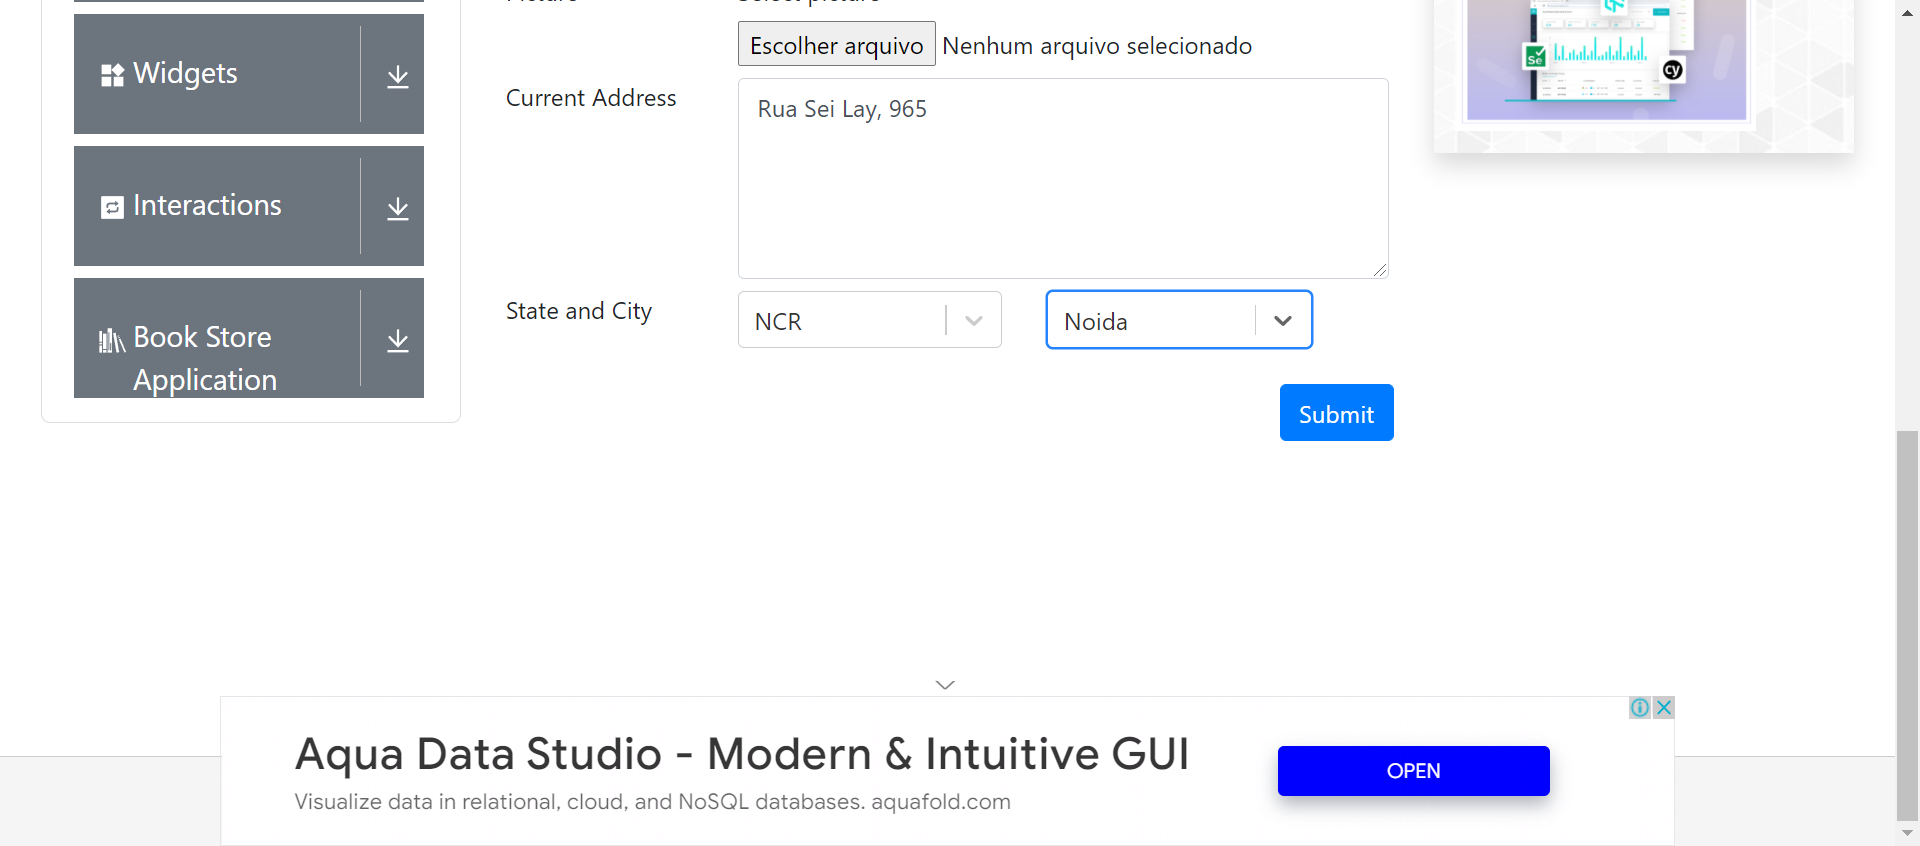 Widgets
Interactions
Book Store
Application
Escolher arquivo Nenhum arquivo selecionado
Current Address
Rua Sei Lay, 965
State and City
NCR
Noida
Submit
Se
cy
Aqua Data Studio - Modern & Intuitive GUI
Visualize data in relational, cloud, and NoSQL databases. aquafold.com
OPEN